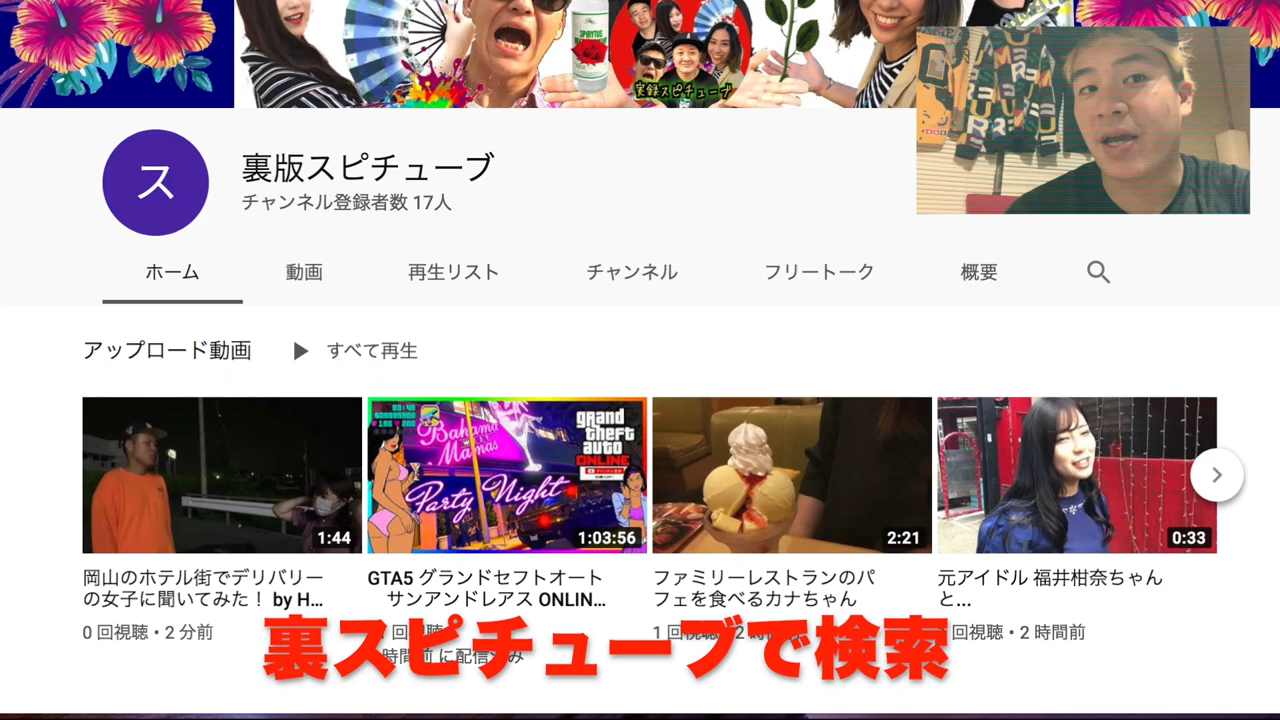 SPIRYTUS
実録スピチューブ
ス
裏版スピチューブ
チャンネル登録者数 17人
ホーム
動画
再生リスト
チャンネル
フリートーク
概要
アップロード動画
すべて再生
Bahama Mamas
Party Night
grand
theft
auto
ONLINE
1:44
1:03:56
2:21
0:33
岡山のホテル街でデリバリー
の女子に聞いてみた！ by H...
0 回視聴・2 分前
GTA5 グランドセフトオート
サンアンドレアス ONLIN...
ファミリーレストランのパ
フェを食べるカナちゃん
元アイドル 福井柑奈ちゃん
と...
回視聴・2 時間前
裏スピチューブで検索